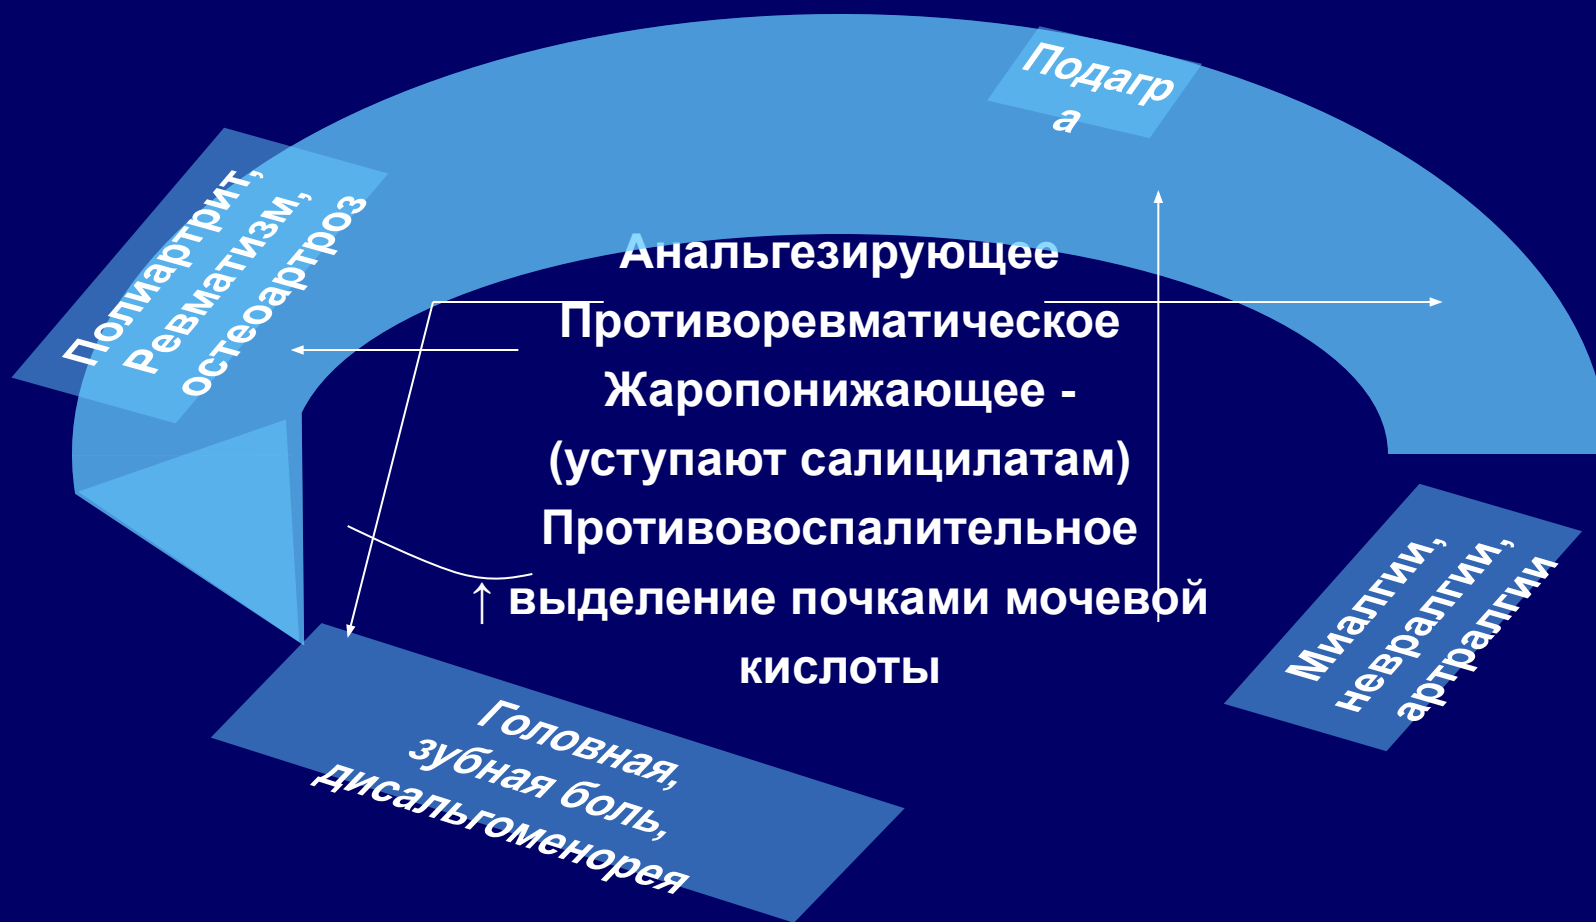 Подагр
а
Полиартрит,
Ревматизм,
остеоартроз
Анальгезирующее
Противоревматическое
Жаропонижающее -
(уступают салицилатам)
Противовоспалительное
↑ выделение почками мочевой
кислоты
Миалгии,
невралгии,
артралгии
Головная,
зубная боль,
дисальгоменорея